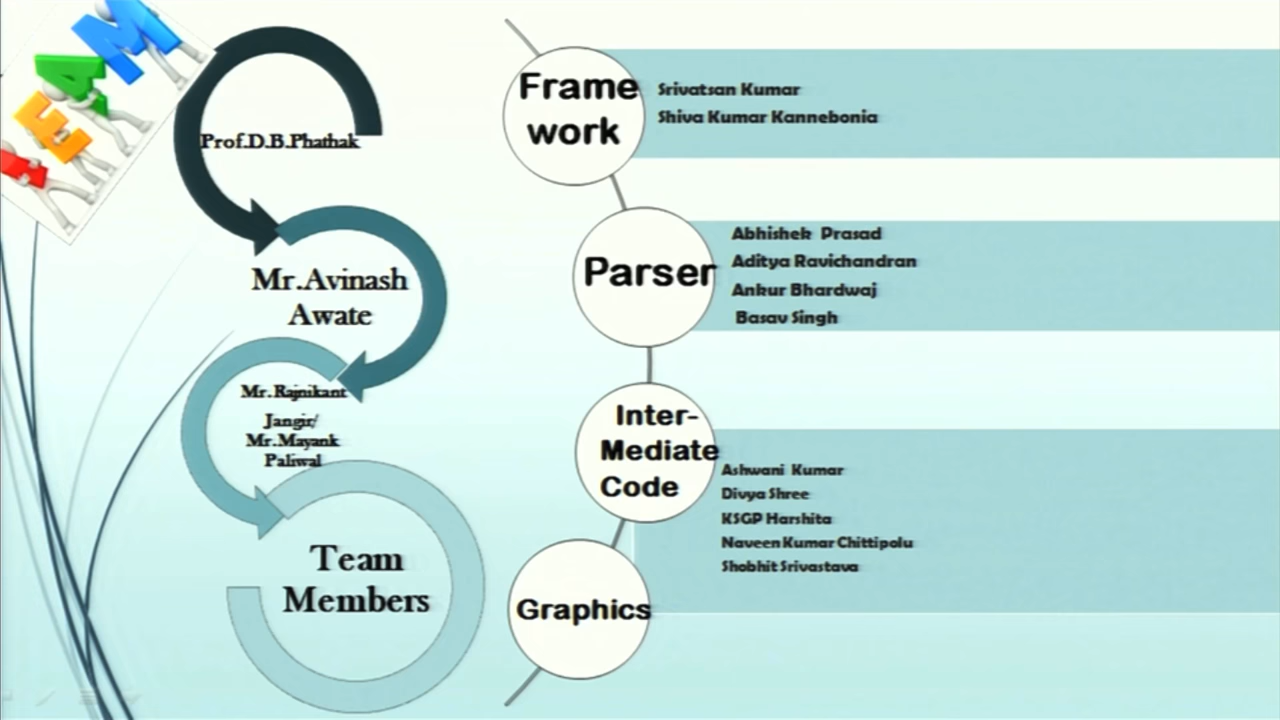 TEAM
Prof.D.B.Phathak
Mr.Avinash
Awate
Mr.Rajnikant
Jangir/
Mr.Mayank
Paliwal
Team
Members
Frame
work
Srivatsan Kumar
Shiva Kumar Kannebonia
Parser
Abhishek Prasad
Aditya Ravichandran
Ankur Bhardwaj
Basav Singh
Inter-
Mediate
Code
Ashwani Kumar
Divya Shree
KSGP Harshita
Naveen Kumar Chittipolu
Shobhit Srivastava
Graphics